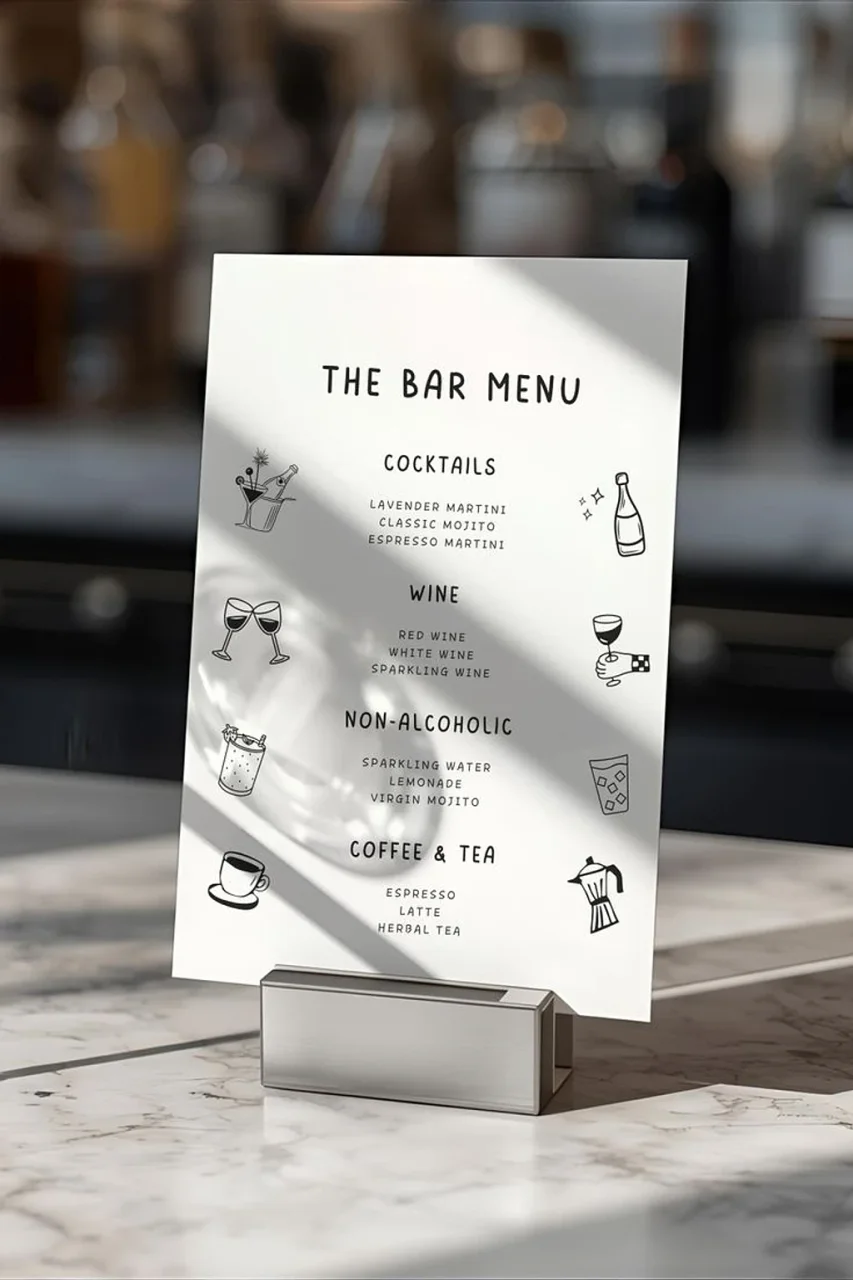 THE BAR MENU
COCKTAILS
LAVENDER MARTINI
CLASSIC MOJITO
ESPRESSO MARTINI
WINE
RED WINE
WHITE WINE
SPARKLING WINE
NON-ALCOHOLIC
SPARKLING WATER
LEMONADE
VIRGIN MOJITO
COFFEE & TEA
ESPRESSO
LATTE
HERBAL TEA